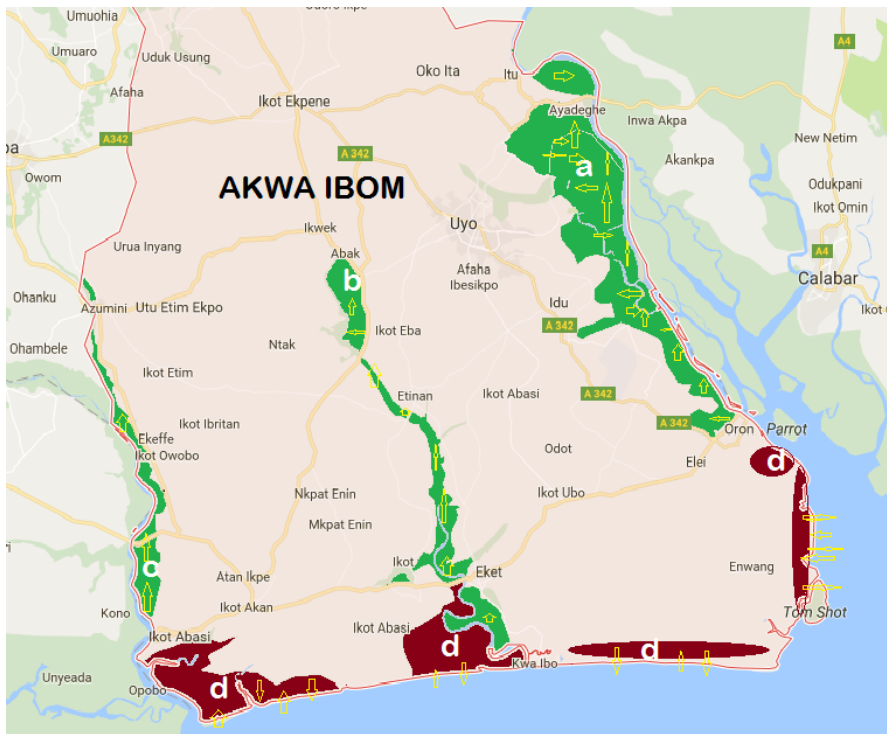 Umuohia
Uduk Usung
Umuaro
Oko Ita
Itu
A4
Afaha
Ikot Ekpene
Ayadeghe
Inwa Akpa
A342
A 342
New Netim
Owom
a
Akankpa
AKWA IBOM
Odukpani
Ikot Omin
Uyo
Ikwek
A4
Urua Inyang
Abak
Afaha
Ibesikpo
Calabar
b
Ohanku
Azumini
Utu Etim Ekpo
Idu
Ikot Eba
A 342
Ohambele
Ntak
Ikot Etim
Etinan
Ikot Abasi
A 342
Ikot Ibritan
A 342
Oron
Parrot
Ekeffe
Ikot Owobo
Odot
Elei
d
Nkpat Enin
Ikot Ubo
Mkpat Enin
c
Ikot
Eket
Enwang
Atan Ikpe
Kono
Ikot Akan
Tom Shot
Ikot Abasi
Ikot Abasi
d
d
Kwa Ibo
Unyeada
Opobo
d